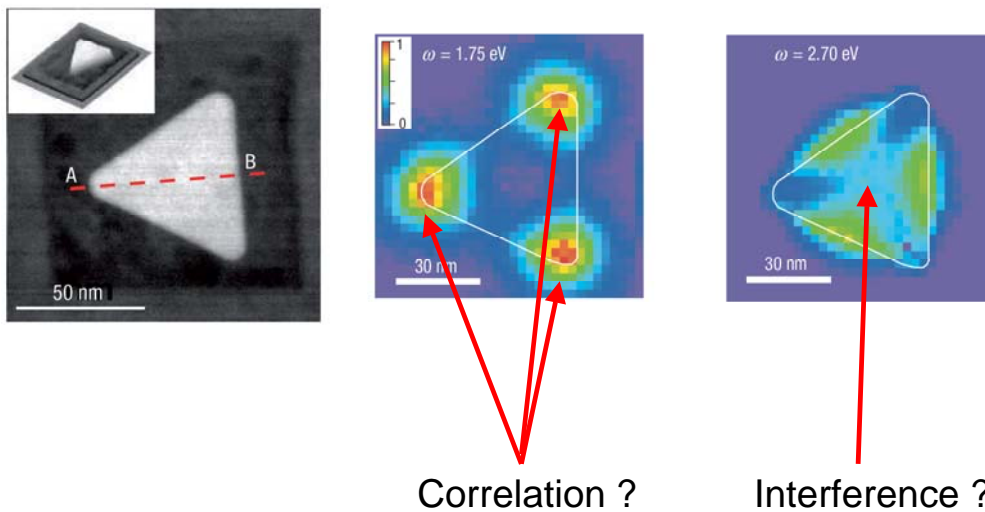 A
B
50 nm
1
0
ω = 1.75 eV
30 nm
ω = 2.70 eV
30 nm
Correlation ?
Interference ?